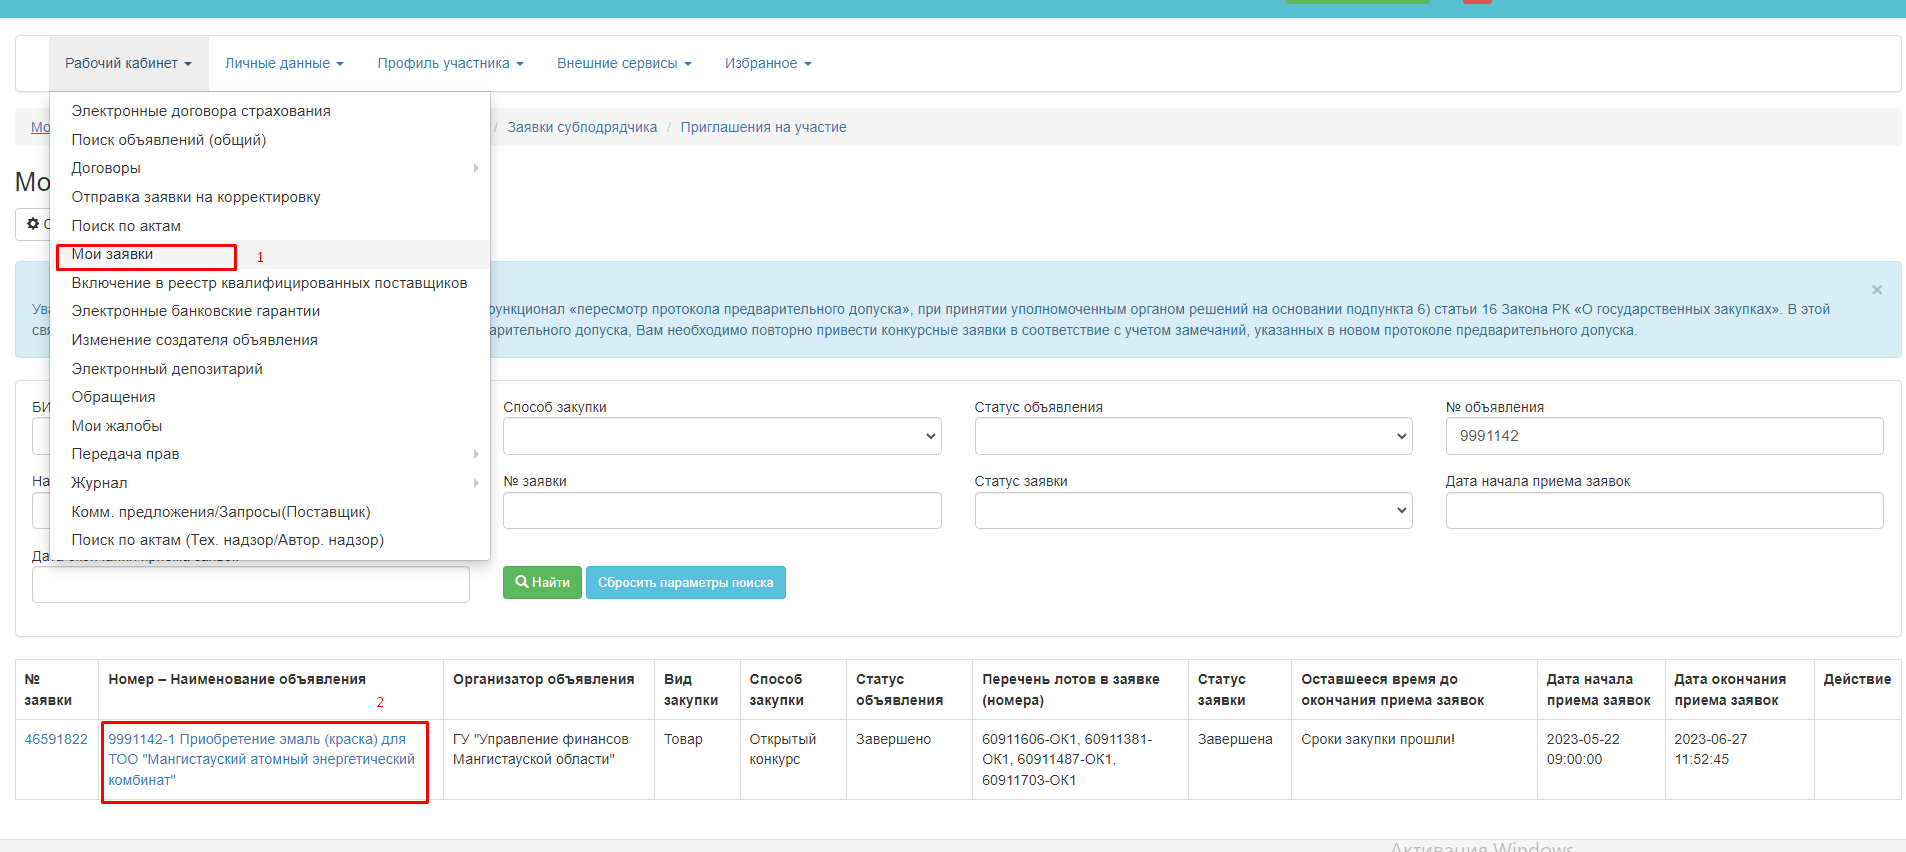 Рабочий кабинет Личные данные Профиль участника Внешние сервисы Избранное
Электронные договора страхования
Мо / Заявки субподрядчика / Приглашения на участие
Поиск объявлений (общий)
Договоры
Мо
Отправка заявки на корректировку
Поиск по актам
Мои заявки 1
Включение в реестр квалифицированных поставщиков
×
Электронные банковские гарантии
Ува ункционал «пересмотр протокола предварительного допуска», при принятии уполномоченным органом решений на основании подпункта 6) статьи 16 Закона РК «О государственных закупках». В этой
свя варительного допуска, Вам необходимо повторно привести конкурсные заявки в соответствие с учетом замечаний, указанных в новом протоколе предварительного допуска.
Изменение создателя объявления
Электронный депозитарий
Обращения
Мои жалобы
Передача прав
Журнал
Комм. предложения/Запросы(Поставщик)
Поиск по актам (Тех. надзор/Автор. надзор)
БИ Способ закупки Статус объявления № объявления
9991142
На № заявки Статус заявки Дата начала приема заявок
Найти Сбросить параметры поиска
№ заявки Номер – Наименование объявления Организатор объявления Вид закупки Способ закупки Статус объявления Перечень лотов в заявке (номера) Статус заявки Оставшееся время до окончания приема заявок Дата начала приема заявок Дата окончания приема заявок Действие
2
46591822 9991142-1 Приобретение эмаль (краска) для ГУ "Управление финансов Товар Открытый Завершено 60911606-ОК1, 60911381- Завершена Сроки закупки прошли! 2023-05-22 2023-06-27
ТОО "Мангистауский атомный энергетический Мангистауской области" конкурс ОК1, 60911487-ОК1, 09:00:00 11:52:45
комбинат" 60911703-ОК1
Активация Windows